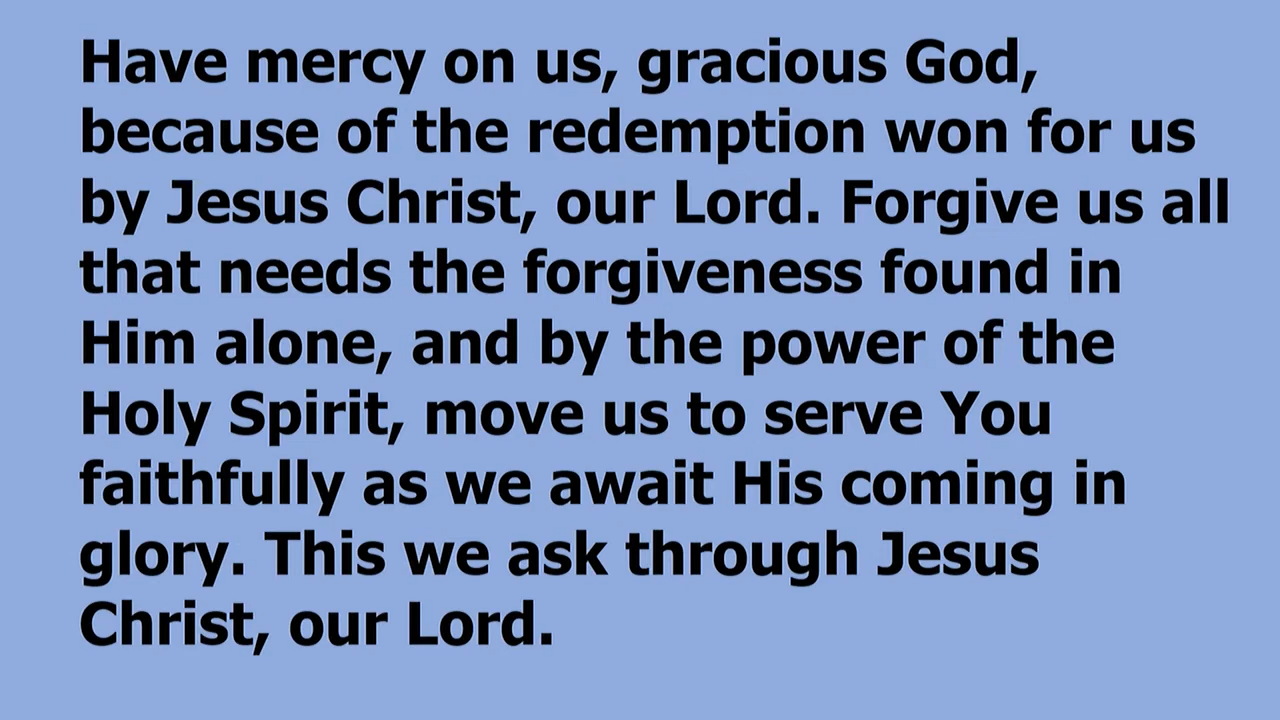 Have mercy on us, gracious God,
because of the redemption won for us
by Jesus Christ, our Lord. Forgive us all
that needs the forgiveness found in
Him alone, and by the power of the
Holy Spirit, move us to serve You
faithfully as we await His coming in
glory. This we ask through Jesus
Christ, our Lord.